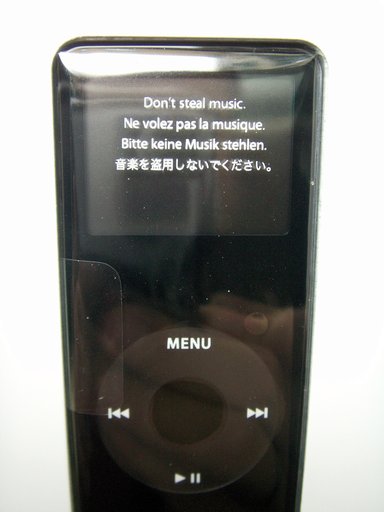 Don't steal music.
Ne volez pas la musique.
Bitte keine Musik stehlen.
音楽を盗用しないでください。
MENU